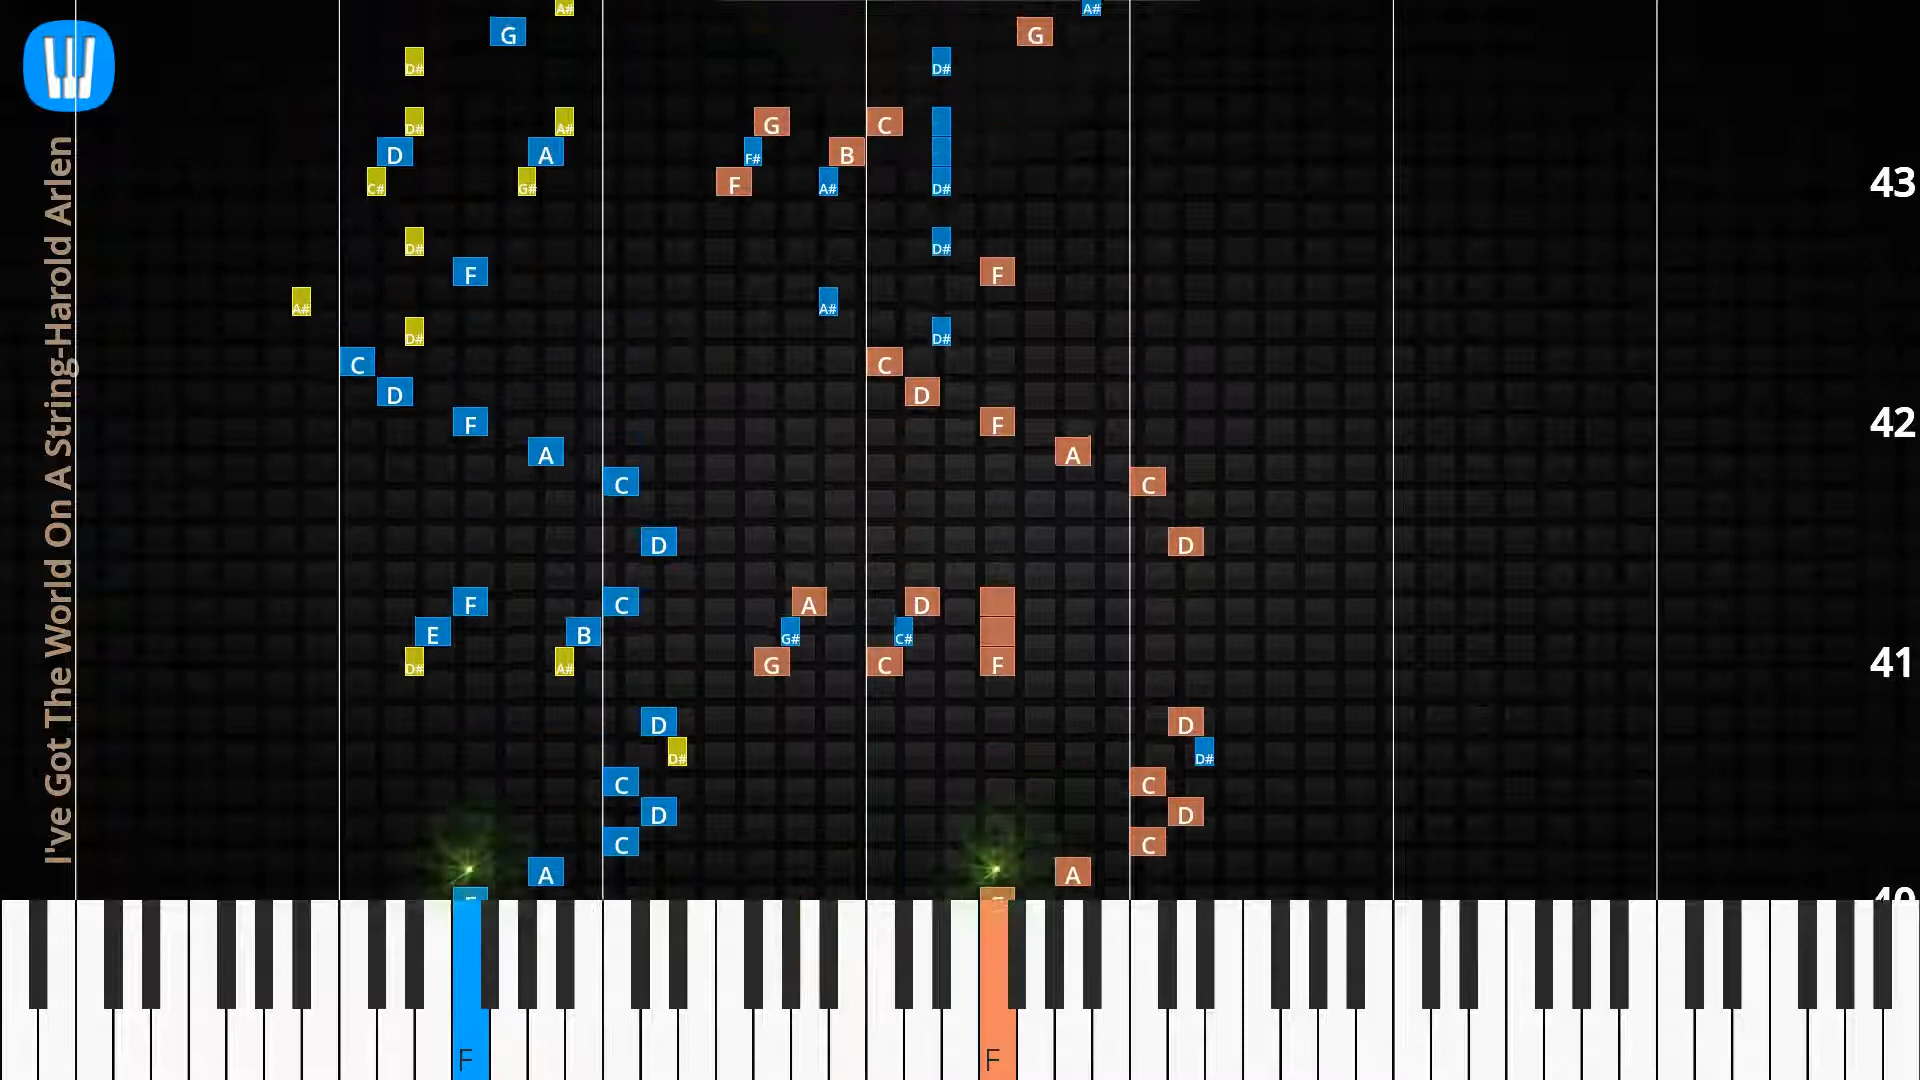 I've Got The World On A String-Harold Arlen
A# A#
G G
D# D#
D# A# G C
D A F# B
C# G# F A# D# 43
D# D#
F F
A# A#
D# D#
C C
D D
F F 42
A A
C C
D D
F C A D
E B G# C#
D# A# G C F 41
D D
D# D#
C C
D D
C C
A A
F F